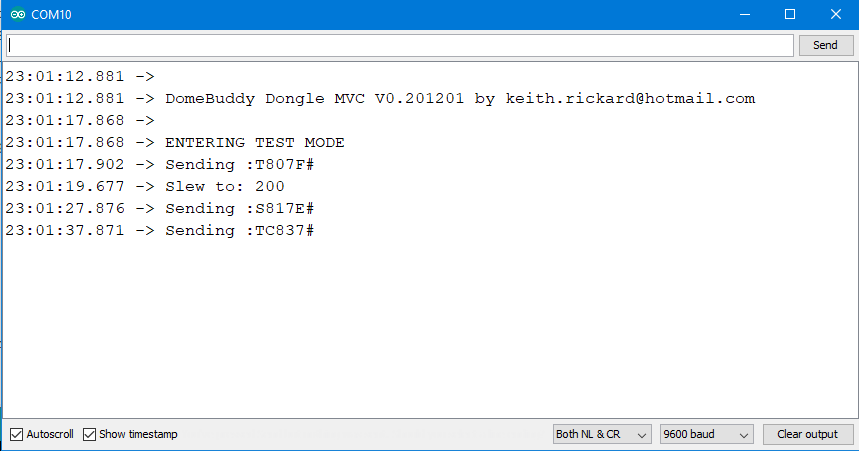 COM10
Send
23:01:12.881 ->
23:01:12.881 -> DomeBuddy Dongle MVC V0.201201 by keith.rickard@hotmail.com
23:01:17.868 ->
23:01:17.868 -> ENTERING TEST MODE
23:01:17.902 -> Sending :T807F#
23:01:19.677 -> Slew to: 200
23:01:27.876 -> Sending :S817E#
23:01:37.871 -> Sending :TC837#
Autoscroll Show timestamp Both NL & CR 9600 baud Clear output